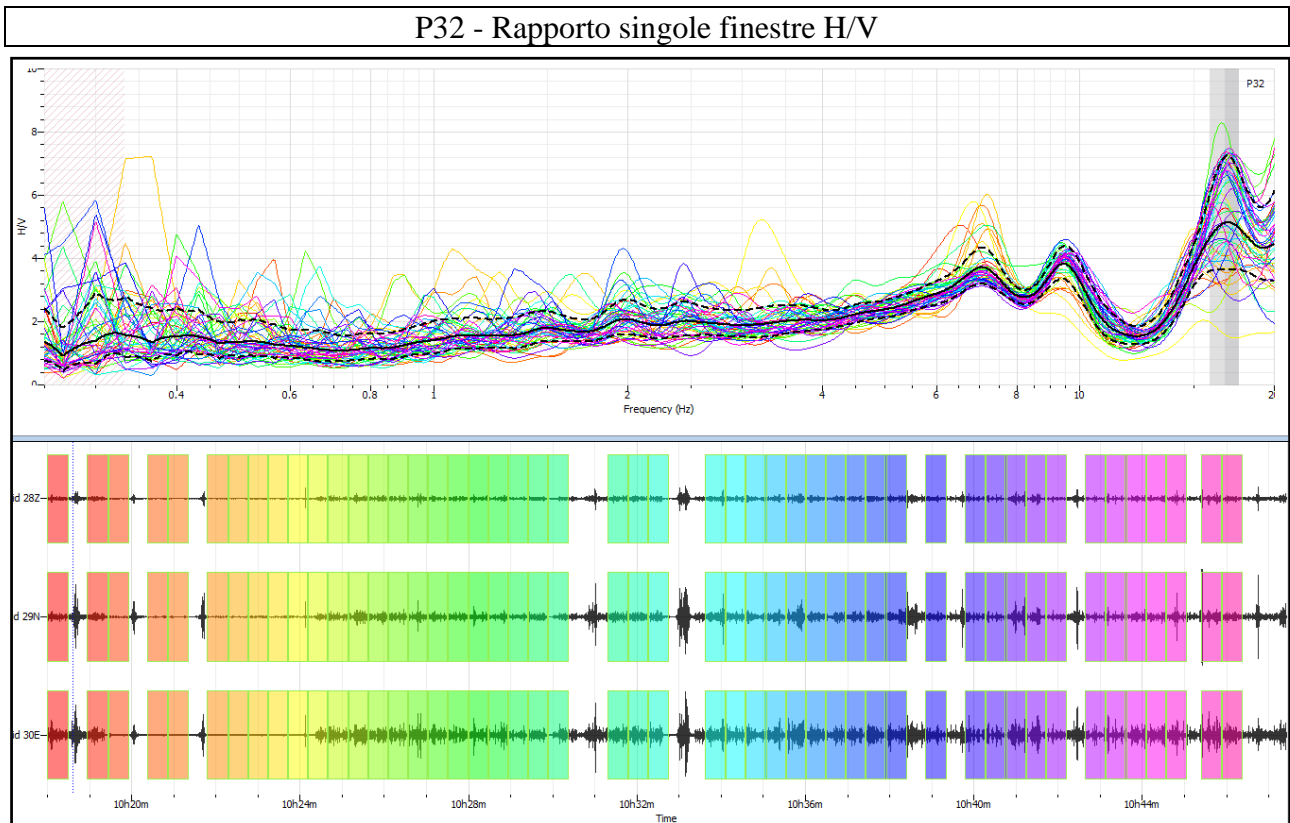 P32 - Rapporto singole finestre H/V
10
P32
8
6
H/V
4
2
0
0.4 0.6 0.8 1 2 4 6 8 10 20
Frequency (Hz)
id 28Z
id 29N
id 30E
10h20m 10h24m 10h28m 10h32m 10h36m 10h40m 10h44m
Time